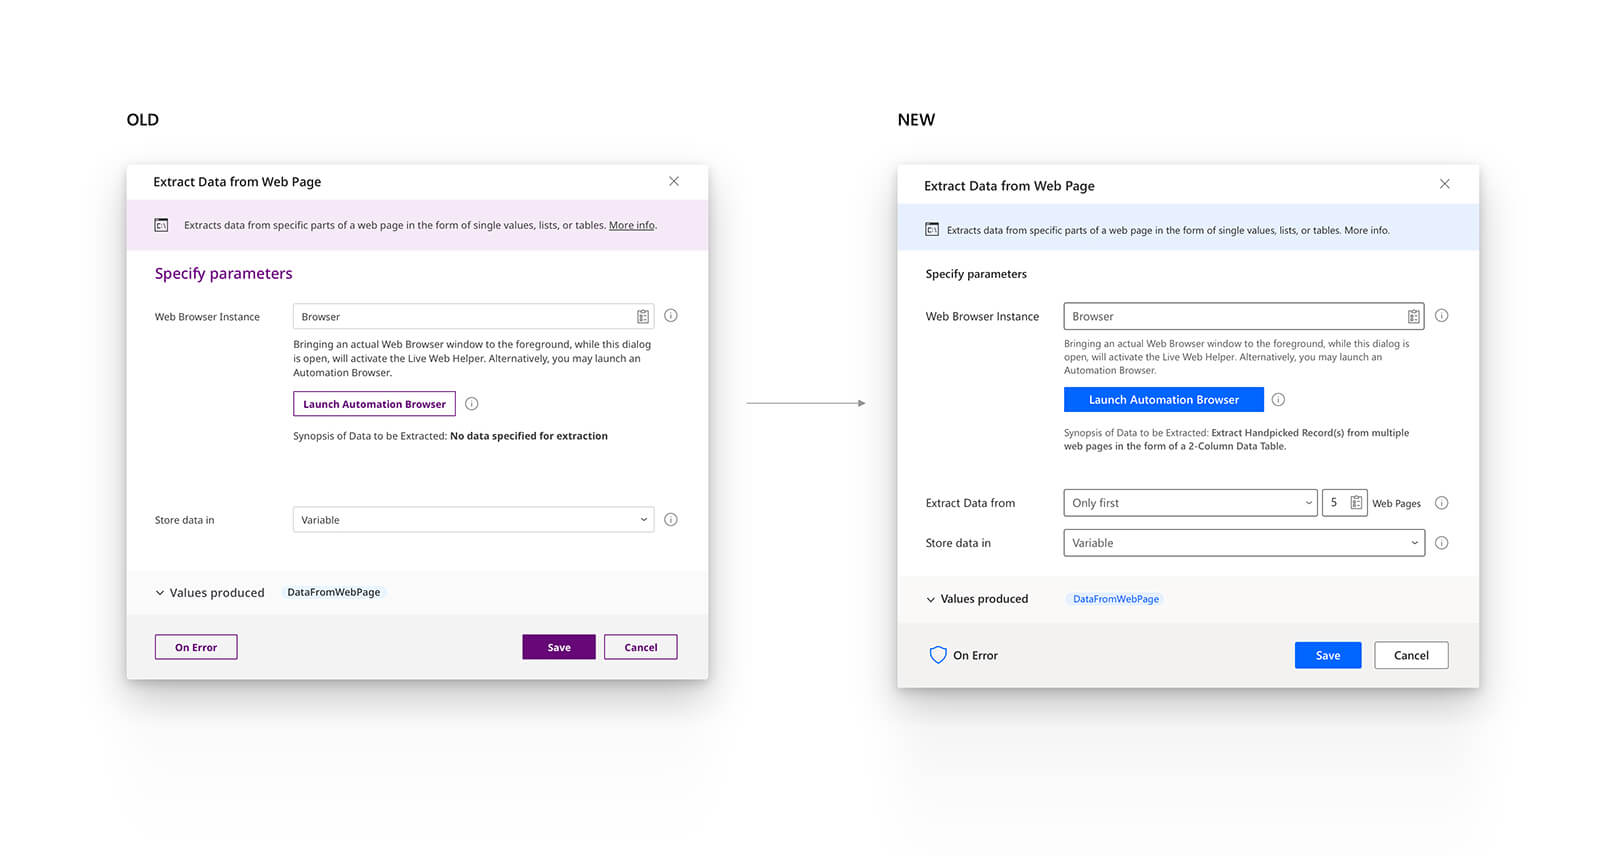 OLD
Extract Data from Web Page
Extracts data from specific parts of a web page in the form of single values, lists, or tables. More info.
Specify parameters
Web Browser Instance
Browser
Bringing an actual Web Browser window to the foreground, while this dialog
is open, will activate the Live Web Helper. Alternatively, you may launch an
Automation Browser.
Launch Automation Browser
Synopsis of Data to be Extracted: No data specified for extraction
Store data in
Variable
Values produced
DataFromWebPage
On Error
Save
Cancel
NEW
Extract Data from Web Page
Extracts data from specific parts of a web page in the form of single values, lists, or tables. More info.
Specify parameters
Web Browser Instance
Browser
Bringing an actual Web Browser window to the foreground, while this dialog is
open, will activate the Live Web Helper. Alternatively, you may launch an
Automation Browser.
Launch Automation Browser
Synopsis of Data to be Extracted: Extract Handpicked Record(s) from multiple
web pages in the form of a 2-Column Data Table.
Extract Data from
Only first
5
Web Pages
Store data in
Variable
Values produced
DataFromWebPage
On Error
Save
Cancel